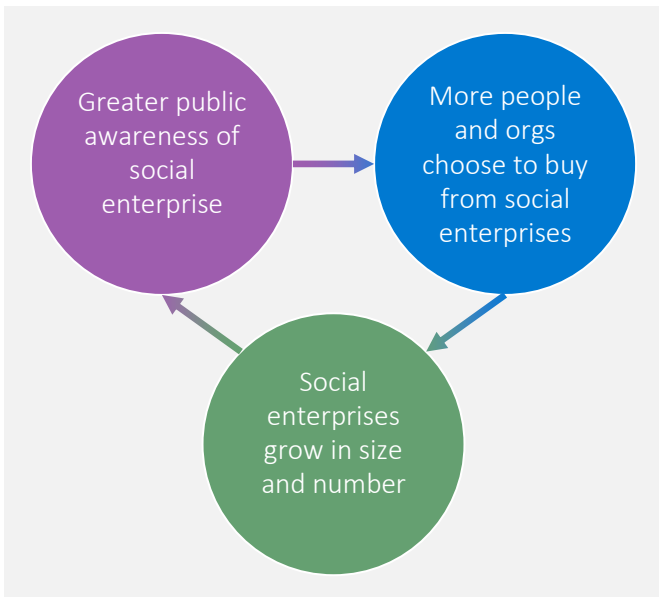 Greater public
awareness of
social
enterprise
More people
and orgs
choose to buy
from social
enterprises
Social
enterprises
grow in size
and number